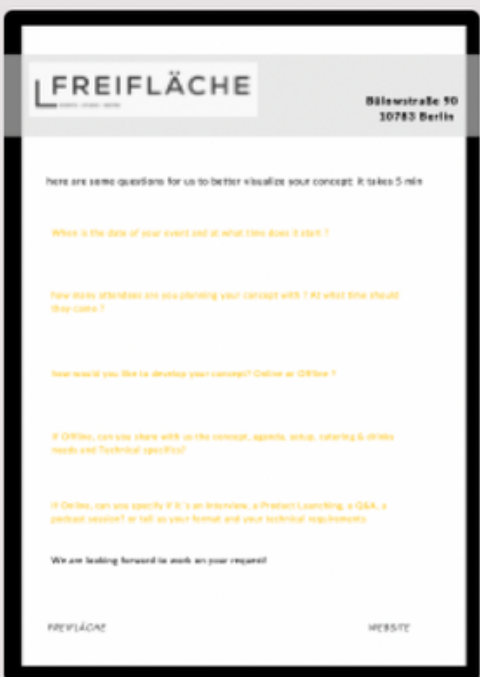 FREIFLÄCHE
Bülowstraße 90
10783 Berlin
here are some questions for us to better visualize your concept: it takes 5 min
When is the date of your event and at what time does it start ?
how many attendees are you planning your concept with ? At what time should
they come ?
how would you like to develop your concept? Online or Offline ?
If Offline, can you share with us the concept, agenda, setup, catering & drinks
needs and Technical specifics?
If Online, can you specify if it´s an Interview, a Product Launching, a Q&A, a
podcast session? or tell us your format and your technical requirements
We are looking forward to work on your request!
FREIFLÄCHE
WEBSITE